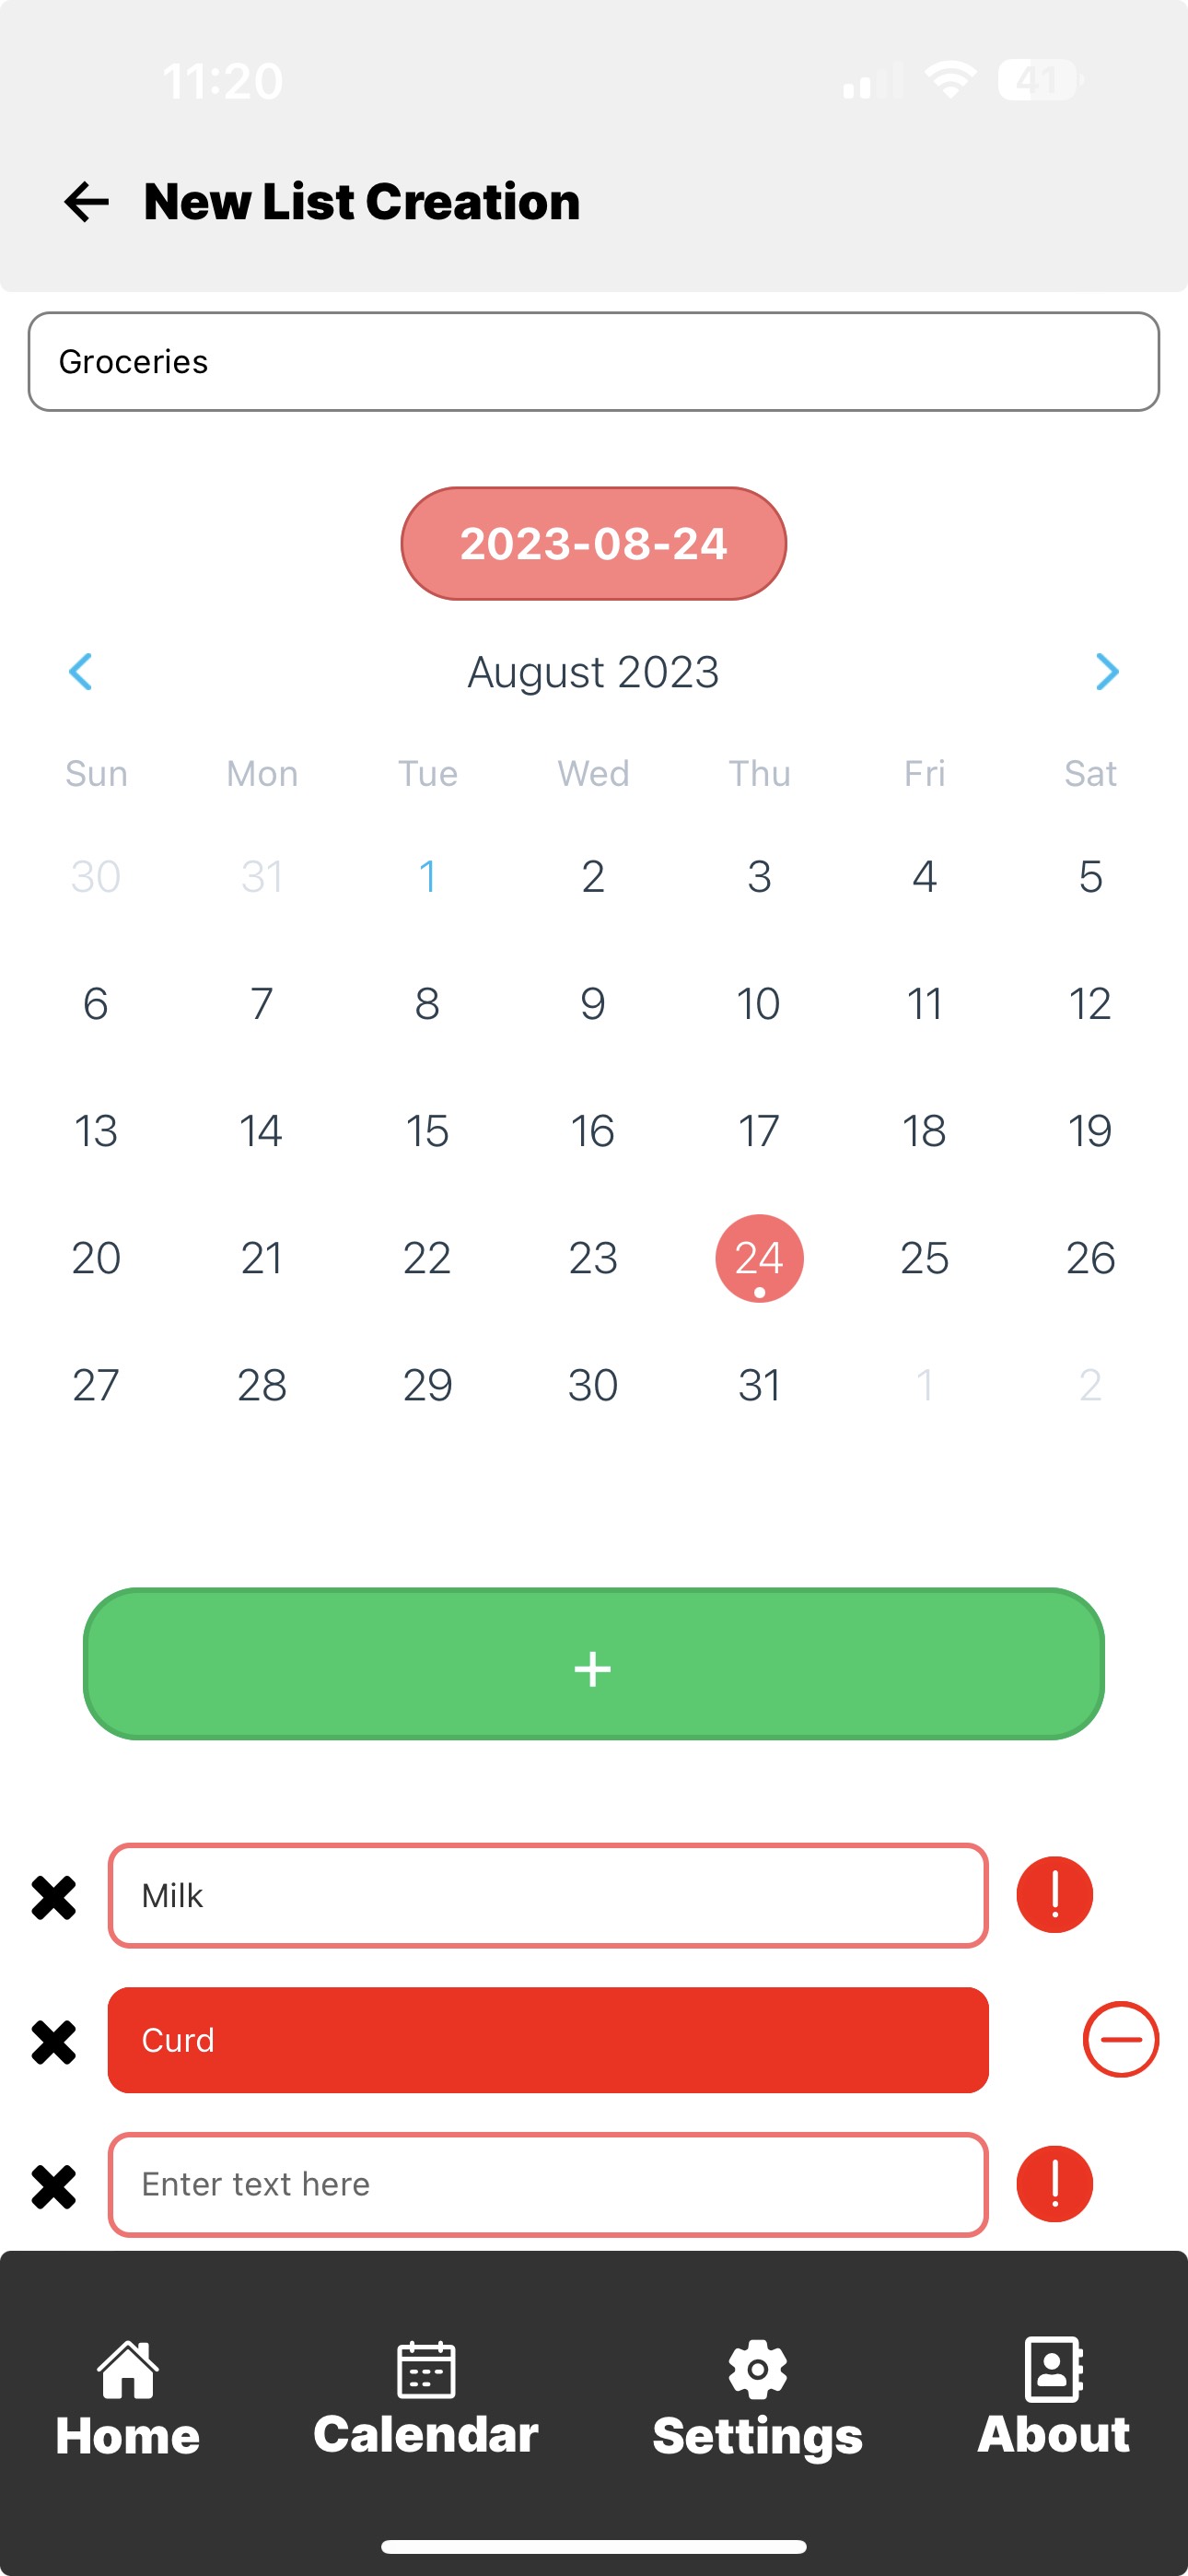 11:20 41
New List Creation
Groceries
2023-08-24
August 2023
Sun Mon Tue Wed Thu Fri Sat
30 31 1 2 3 4 5
6 7 8 9 10 11 12
13 14 15 16 17 18 19
20 21 22 23 24 25 26
27 28 29 30 31 1 2
+
Milk
Curd
Enter text here
Home Calendar Settings About